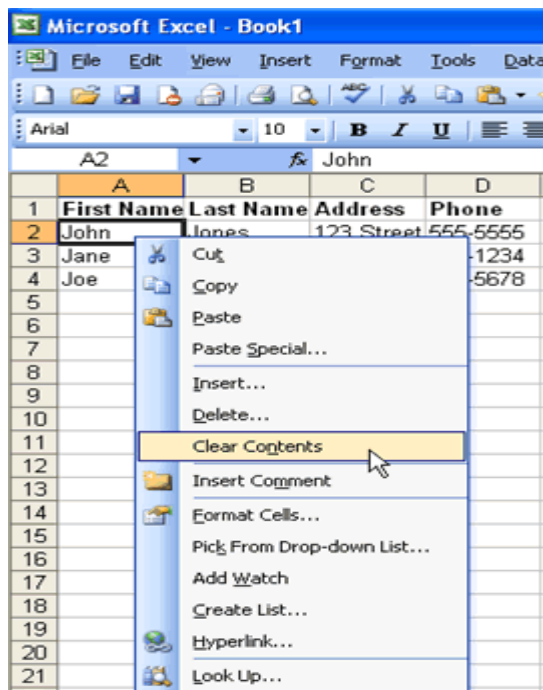 Microsoft Excel - Book1
File Edit View Insert Format Tools Data
Arial 10 B I U
A2 fx John
A B C D
1 First Name Last Name Address Phone
2 John Jones 123 Street 555-5555
3 Jane -1234
4 Joe -5678
5
6
7
8
9
10
11
12
13
14
15
16
17
18
19
20
21
Cut
Copy
Paste
Paste Special...
Insert...
Delete...
Clear Contents
Insert Comment
Format Cells...
Pick From Drop-down List...
Add Watch
Create List...
Hyperlink...
Look Up...